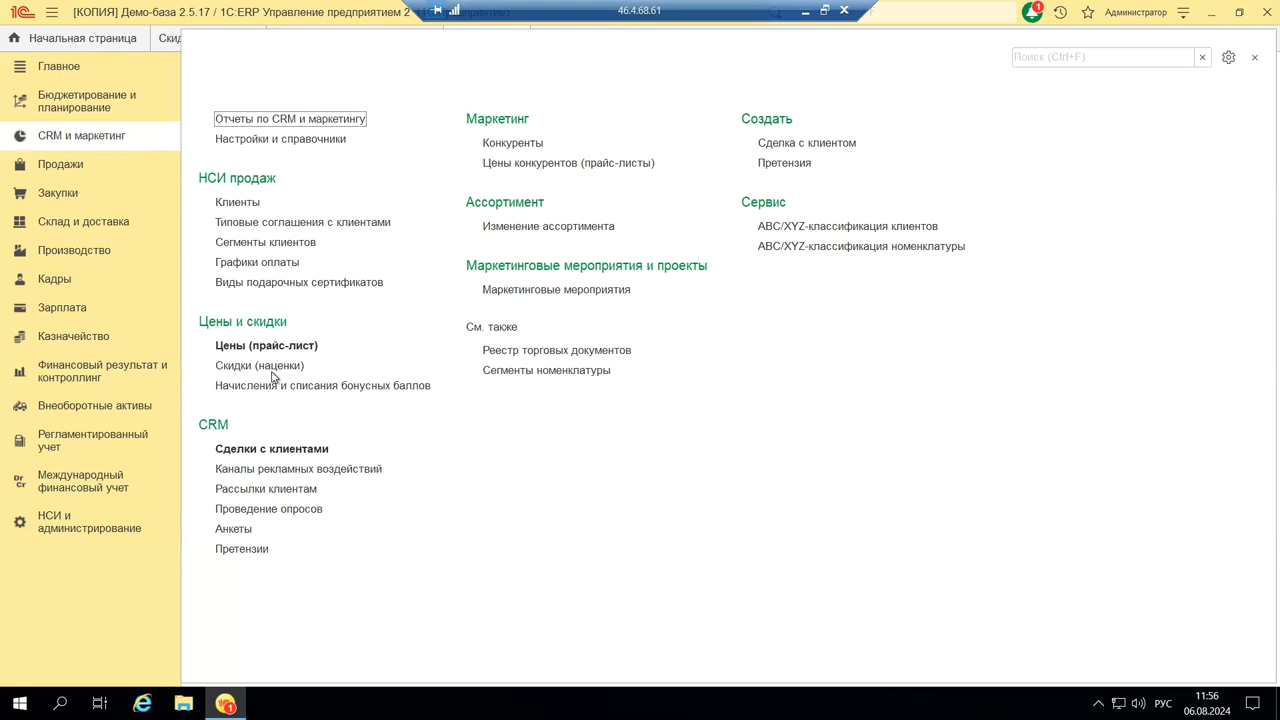 [КОПИЯ] Демо-база 2.5.17 / 1С:ERP Управление предприятием 2
46.4.68.61
1
Администратор
Начальная страница
Скид
Поиск (Ctrl+F)
Главное
Бюджетирование и
планирование
CRM и маркетинг
Продажи
Закупки
Склад и доставка
Производство
Кадры
Зарплата
Казначейство
Финансовый результат и
контроллинг
Внеоборотные активы
Регламентированный
учет
Dr
Cr
Международный
финансовый учет
НСИ и
администрирование
Отчеты по CRM и маркетингу
Настройки и справочники
НСИ продаж
Клиенты
Типовые соглашения с клиентами
Сегменты клиентов
Графики оплаты
Виды подарочных сертификатов
Цены и скидки
Цены (прайс-лист)
Скидки (наценки)
Начисления и списания бонусных баллов
CRM
Сделки с клиентами
Каналы рекламных воздействий
Рассылки клиентам
Проведение опросов
Анкеты
Претензии
Маркетинг
Конкуренты
Цены конкурентов (прайс-листы)
Ассортимент
Изменение ассортимента
Маркетинговые мероприятия и проекты
Маркетинговые мероприятия
См. также
Реестр торговых документов
Сегменты номенклатуры
Создать
Сделка с клиентом
Претензия
Сервис
ABC/XYZ-классификация клиентов
ABC/XYZ-классификация номенклатуры
1
РУС
11:56
06.08.2024